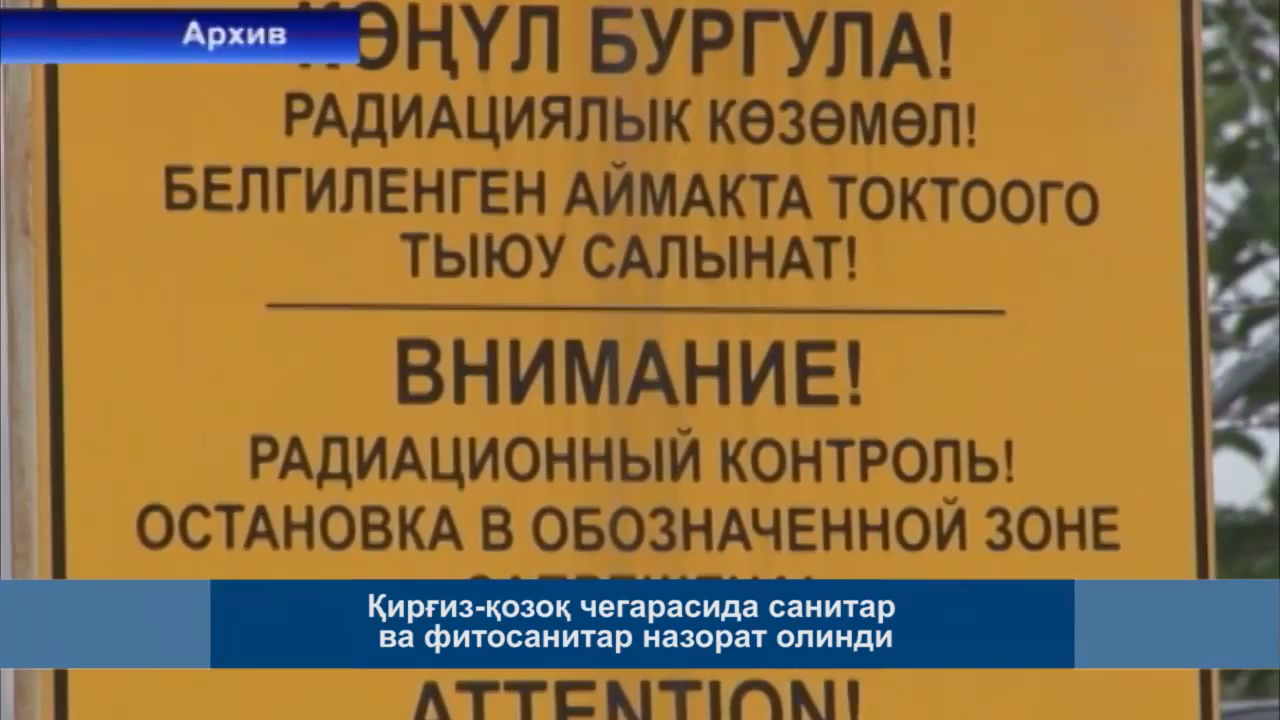 Архив
КӨҢҮЛ БУРГУЛА!
РАДИАЦИЯЛЫК КӨЗӨМӨЛ!
БЕЛГИЛЕНГЕН АЙМАКТА ТОКТООГО
ТЫЮУ САЛЫНАТ!
ВНИМАНИЕ!
РАДИАЦИОННЫЙ КОНТРОЛЬ!
ОСТАНОВКА В ОБОЗНАЧЕННОЙ ЗОНЕ
Қирғиз-қозоқ чегарасида санитар
ва фитосанитар назорат олинди
ATTENTION!